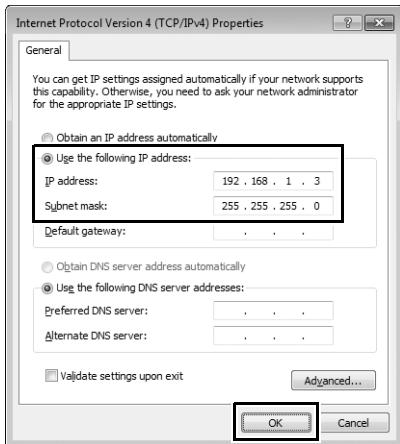 Internet Protocol Version 4 (TCP/IPv4) Properties
General
You can get IP settings assigned automatically if your network supports
this capability. Otherwise, you need to ask your network administrator
for the appropriate IP settings.
Obtain an IP address automatically
Use the following IP address:
IP address: 192 . 168 . 1 . 3
Subnet mask: 255 . 255 . 255 . 0
Default gateway: . . .
Obtain DNS server address automatically
Use the following DNS server addresses:
Preferred DNS server: . . .
Alternate DNS server: . . .
Validate settings upon exit
Advanced...
OK Cancel